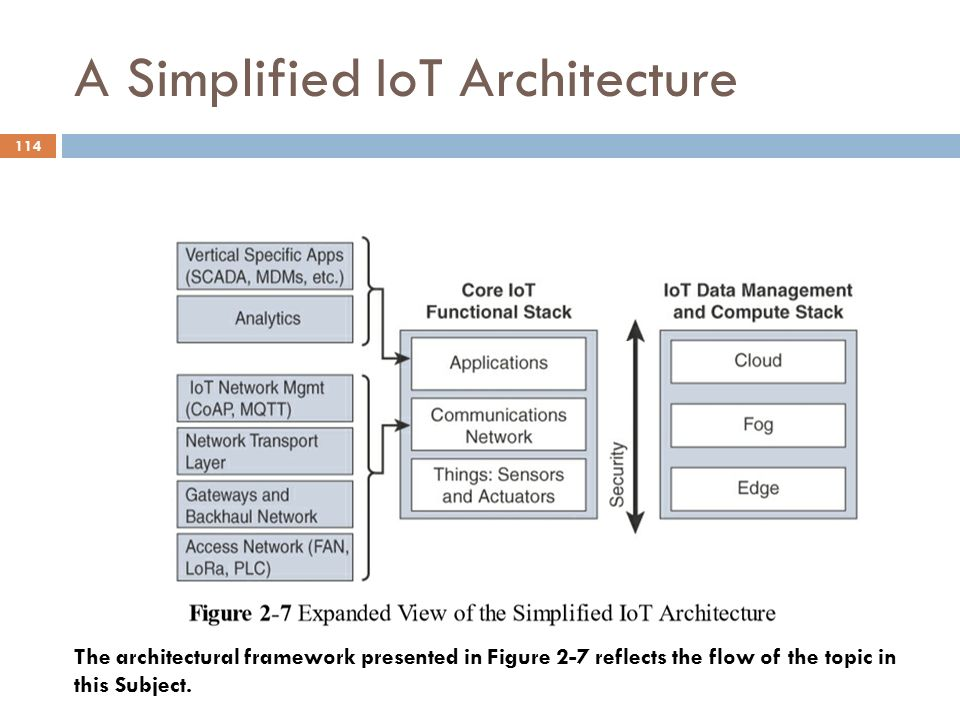 A Simplified IoT Architecture
114
Vertical Specific Apps
(SCADA, MDMs, etc.)
Analytics
IoT Network Mgmt
(CoAP, MQTT)
Network Transport
Layer
Gateways and
Backhaul Network
Access Network (FAN,
LoRa, PLC)
Core IoT
Functional Stack
Applications
Communications
Network
Things: Sensors
and Actuators
Security
IoT Data Management
and Compute Stack
Cloud
Fog
Edge
Figure 2-7 Expanded View of the Simplified IoT Architecture
The architectural framework presented in Figure 2-7 reflects the flow of the topic in
this Subject.